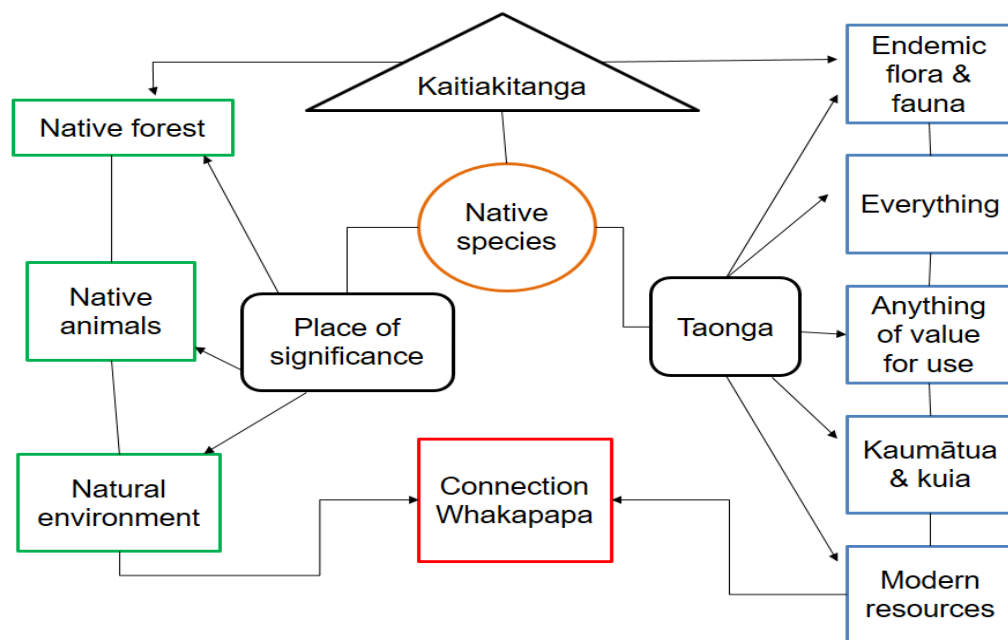 Kaitiakitanga
Endemic
flora &
fauna
Native forest
Native
species
Everything
Native
animals
Place of
significance
Taonga
Anything
of value
for use
Natural
environment
Connection
Whakapapa
Kaumātua
& kuia
Modern
resources